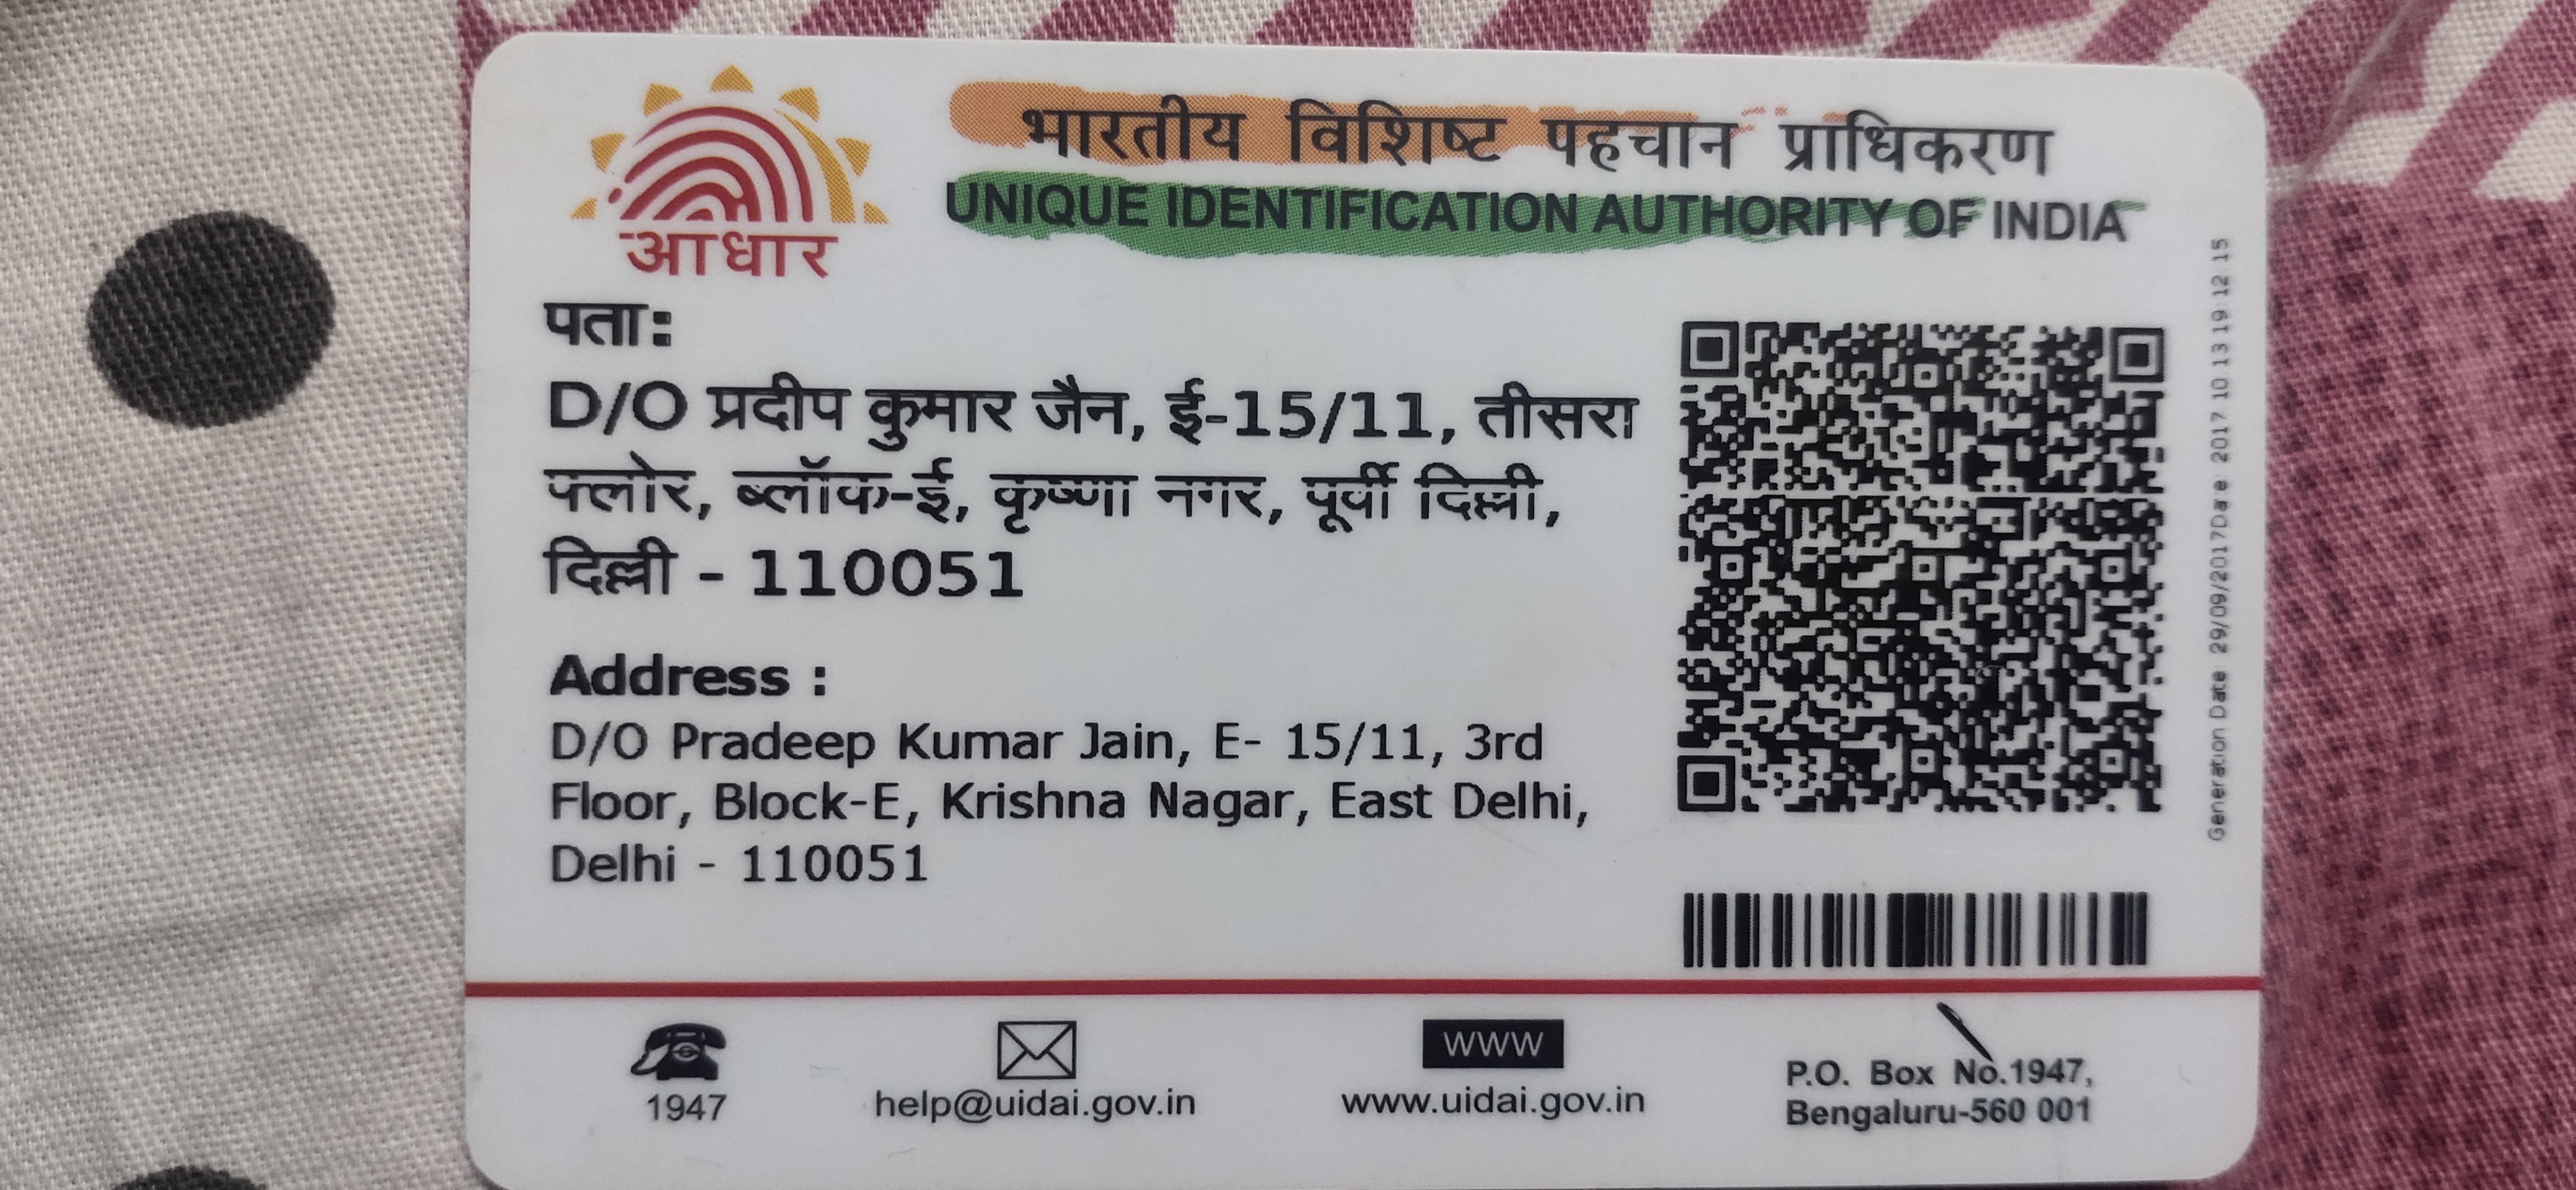 आधार
भारतीय विशिष्ट पहचान प्राधिकरण
UNIQUE IDENTIFICATION AUTHORITY OF INDIA
पता:
D/O प्रदीप कुमार जैन, ई-15/11, तीसरा
फ्लोर, ब्लॉक-ई, कृष्णा नगर, पूर्वी दिल्ली,
दिल्ली - 110051
Address :
D/O Pradeep Kumar Jain, E- 15/11, 3rd
Floor, Block-E, Krishna Nagar, East Delhi,
Delhi - 110051
Generation Date 29/09/2017Dare 2017 10 13 19 12 15
1947
help@uidai.gov.in
WWW
www.uidai.gov.in
P.O. Box No.1947,
Bengaluru-560 001